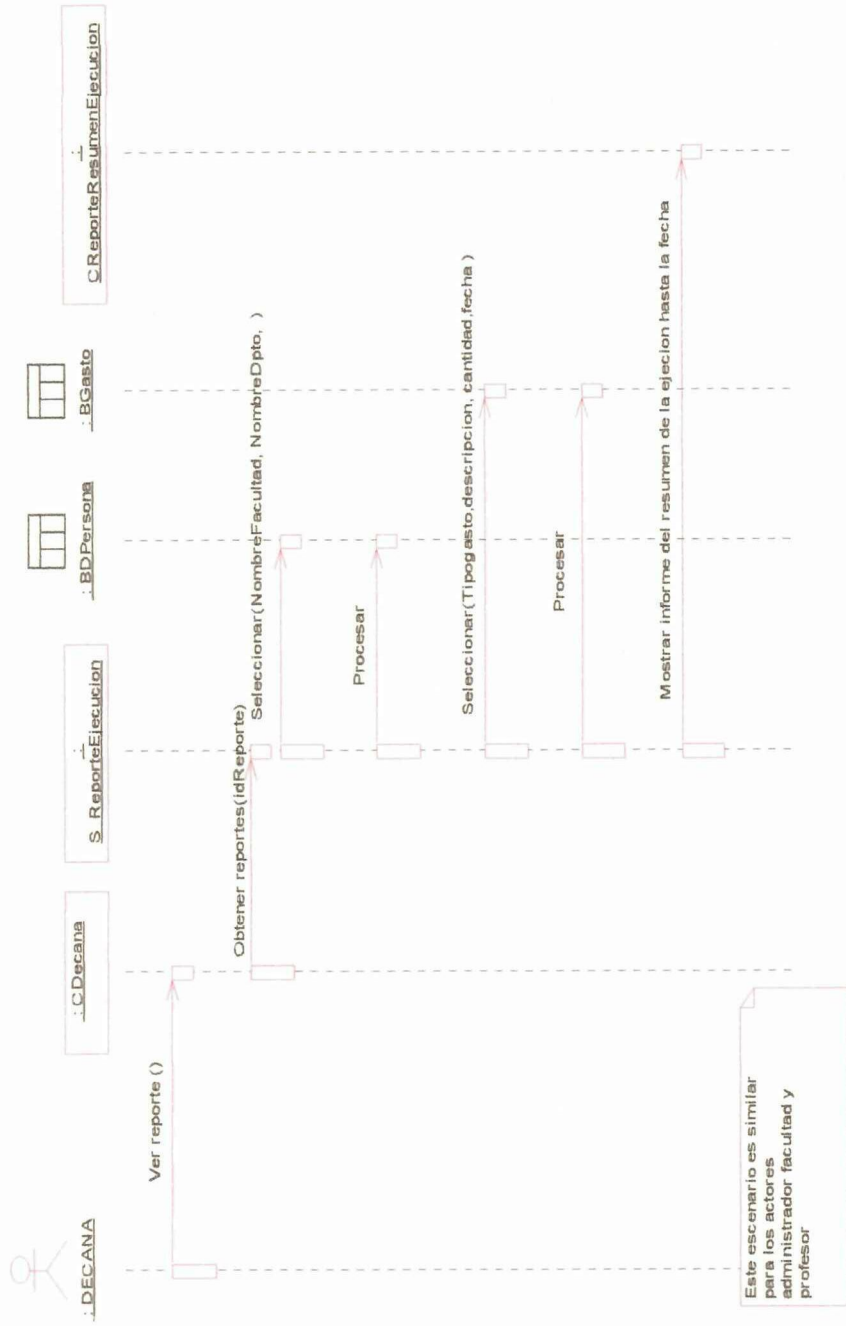 : DECANA
: CDecana
:
S_ReporteEjecucion
: BDPersona
: BGasto
:
CReporteResumenEjecucion
Ver reporte ()
Obtener reportes(idReporte)
Seleccionar(NombreFacultad, NombreDpto, )
Procesar
Seleccionar(Tipogasto,descripcion, cantidad,fecha )
Procesar
Mostrar informe del resumen de la ejecion hasta la fecha
Este escenario es similar
para los actores
administrador facultad y
profesor